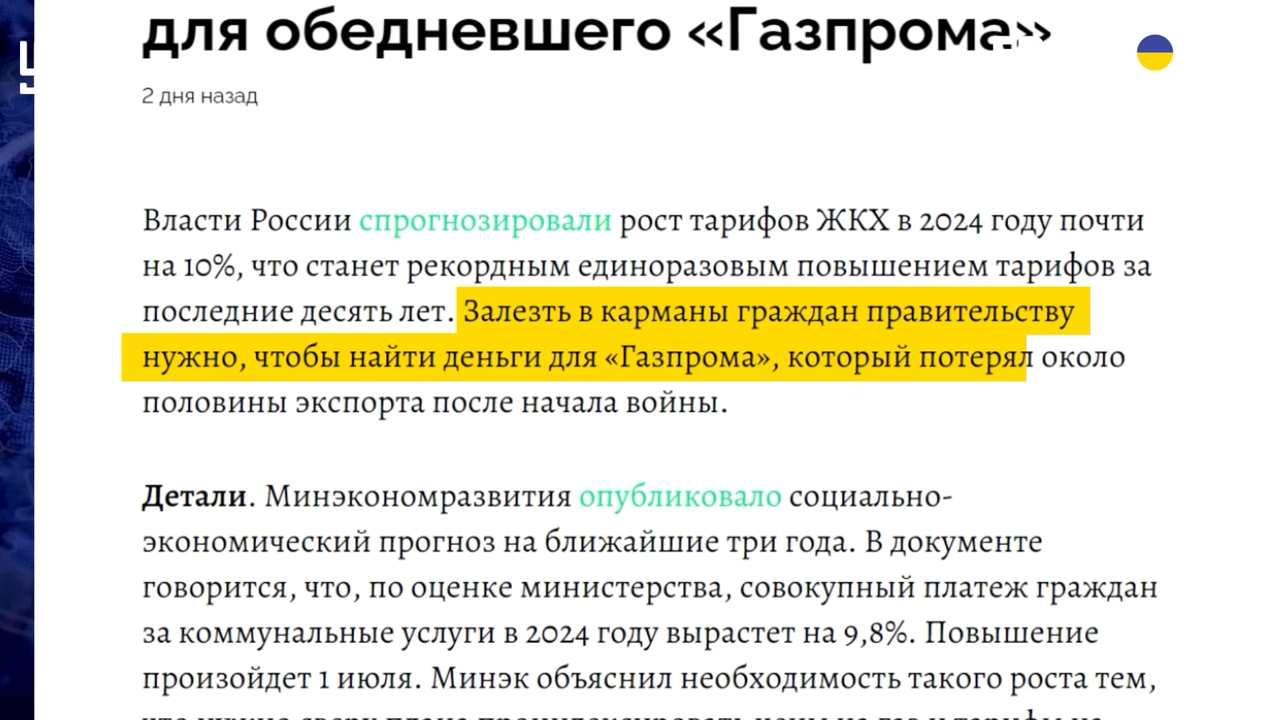 для обедневшего «Газпрома»
2 дня назад
Власти России спрогнозировали рост тарифов ЖКХ в 2024 году почти
на 10%, что станет рекордным единоразовым повышением тарифов за
последние десять лет. Залезть в карманы граждан правительству
нужно, чтобы найти деньги для «Газпрома», который потерял около
половины экспорта после начала войны.
Детали. Минэкономразвития опубликовало социально-
экономический прогноз на ближайшие три года. В документе
говорится, что, по оценке министерства, совокупный платеж граждан
за коммунальные услуги в 2024 году вырастет на 9,8%. Повышение
произойдет 1 июля. Минэк объяснил необходимость такого роста тем,